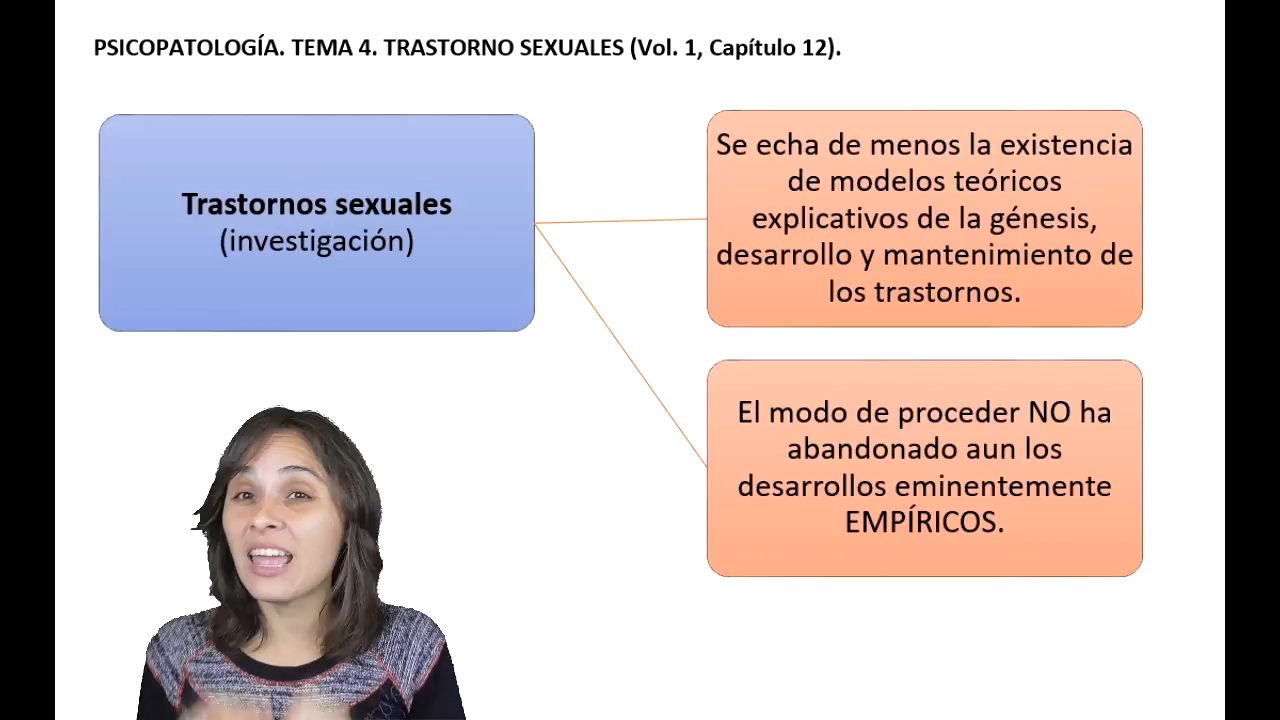 PSICOPATOLOGÍA. TEMA 4. TRASTORNO SEXUALES (Vol. 1, Capítulo 12).
Trastornos sexuales
(investigación)
Se echa de menos la existencia
de modelos teóricos
explicativos de la génesis,
desarrollo y mantenimiento de
los trastornos.
El modo de proceder NO ha
abandonado aun los
desarrollos eminentemente
EMPÍRICOS.